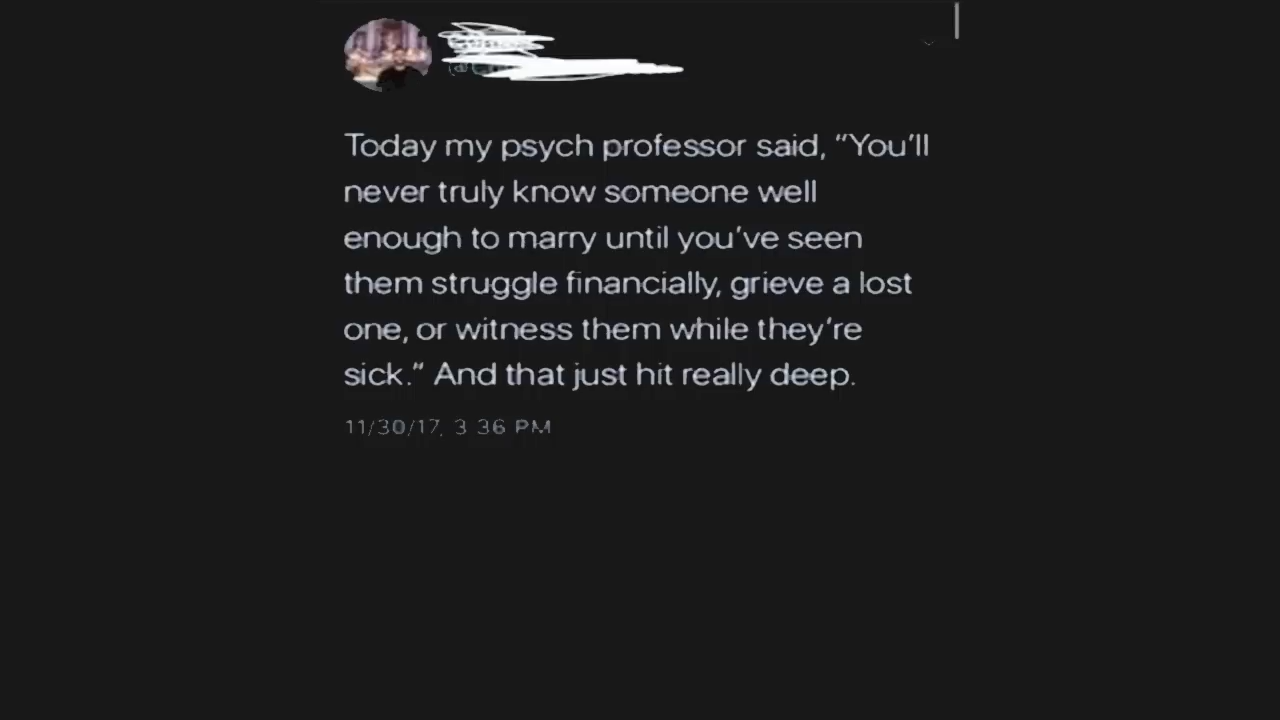 Today my psych professor said, “You’ll
never truly know someone well
enough to marry until you’ve seen
them struggle financially, grieve a lost
one, or witness them while they’re
sick.” And that just hit really deep.
11/30/17, 3 36 PM